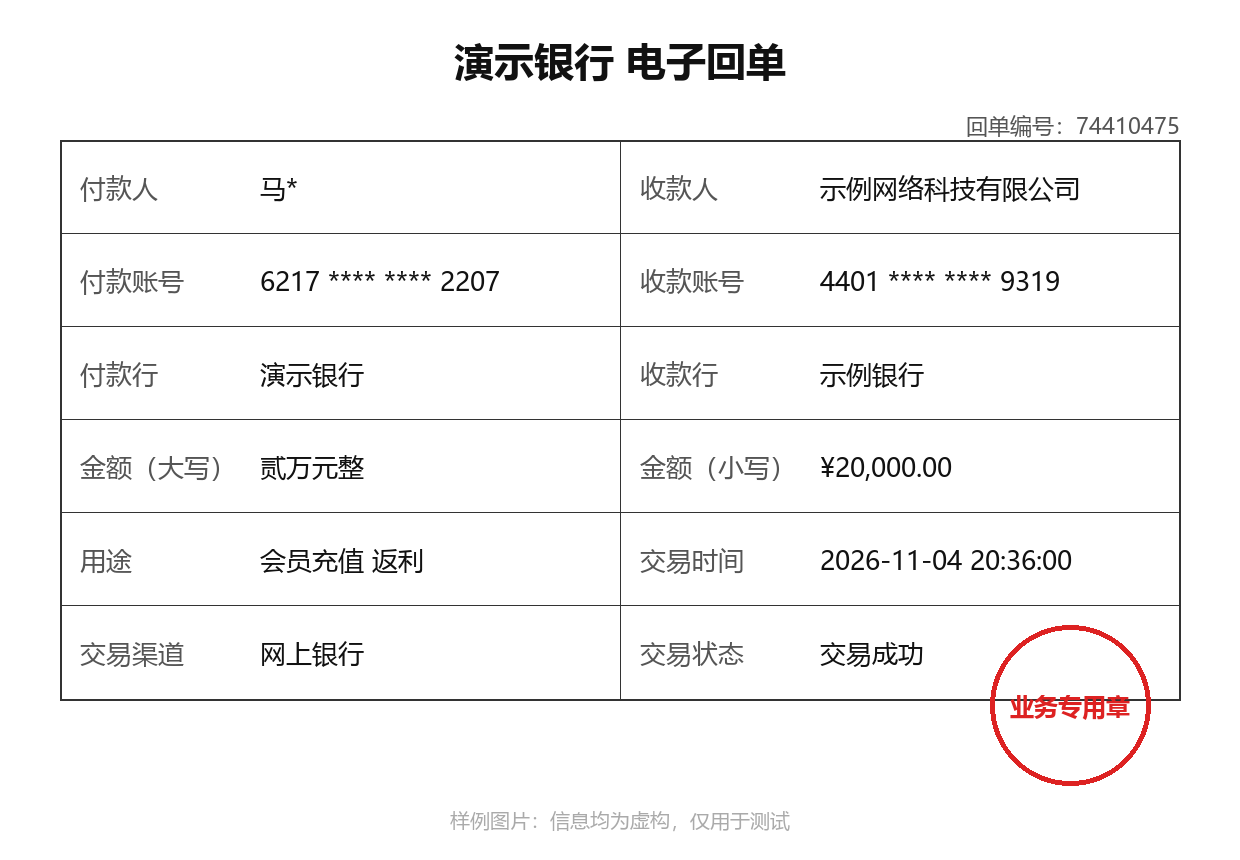 演示银行 电子回单
回单编号：74410475
付款人 马* 收款人 示例网络科技有限公司
付款账号 6217 **** **** 2207 收款账号 4401 **** **** 9319
付款行 演示银行 收款行 示例银行
金额（大写） 贰万元整 金额（小写） ¥20,000.00
用途 会员充值 返利 交易时间 2026-11-04 20:36:00
交易渠道 网上银行 交易状态 交易成功
业务专用章
样例图片：信息均为虚构，仅用于测试